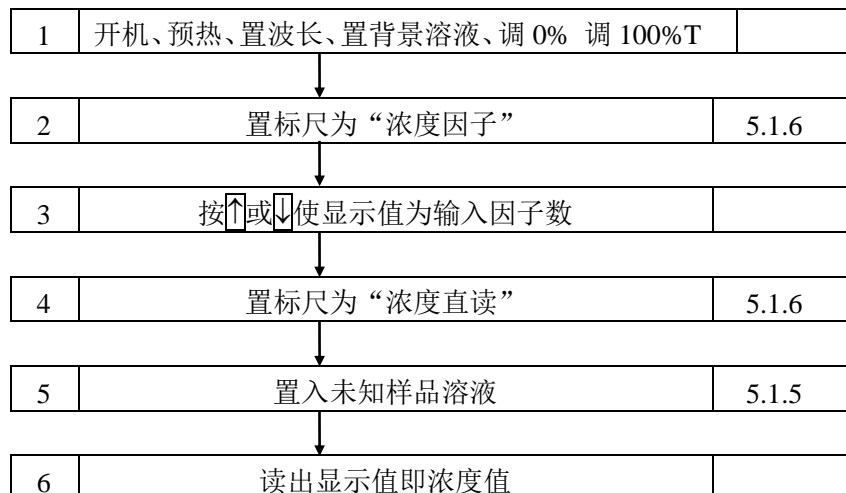 1 开机、预热、置波长、置背景溶液、调 0% 调 100%T
2 置标尺为“浓度因子” 5.1.6
3 按↑或↓使显示值为输入因子数
4 置标尺为“浓度直读” 5.1.6
5 置入未知样品溶液 5.1.5
6 读出显示值即浓度值